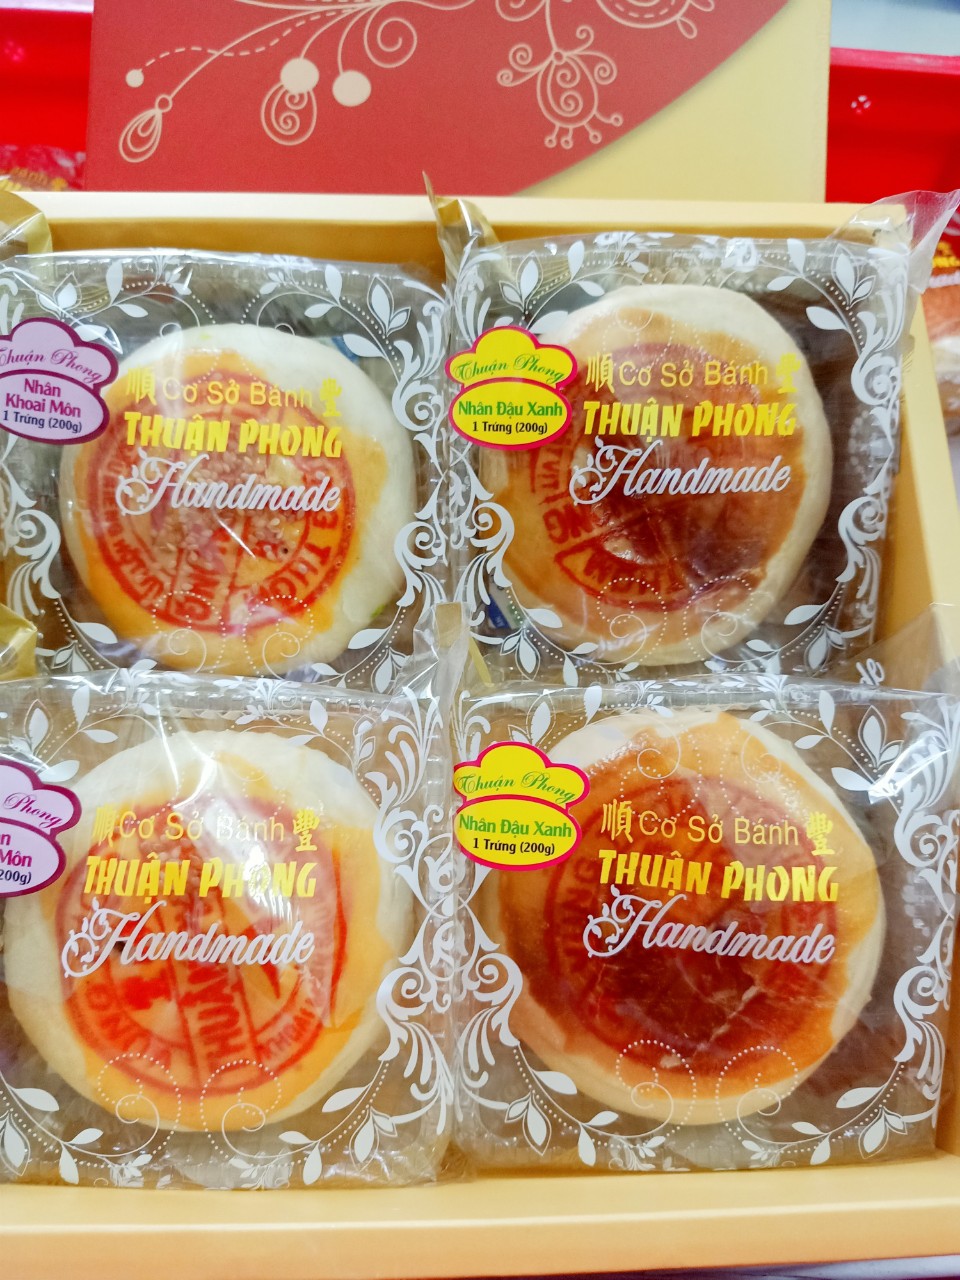 Thuận Phong
Nhân
Khoai Môn
1 Trứng (200g)
順 Cơ Sở Bánh 豐
THUẬN PHONG
Handmade
Thuận Phong
Nhân Đậu Xanh
1 Trứng (200g)
順 Cơ Sở Bánh 豐
THUẬN PHONG
Handmade
Phong
Môn
200g)
順 Cơ Sở Bánh 豐
THUẬN PHONG
Handmade
Thuận Phong
Nhân Đậu Xanh
1 Trứng (200g)
順 Cơ Sở Bánh 豐
THUẬN PHONG
Handmade